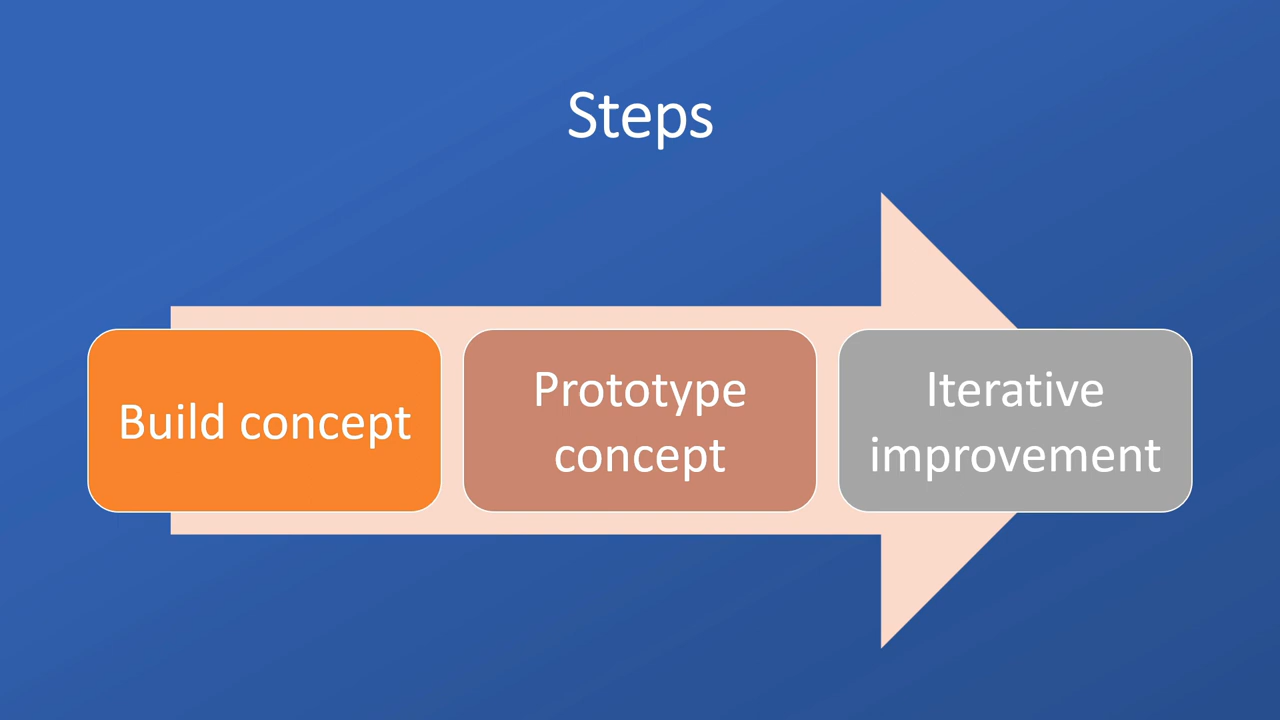 Steps
Build concept
Prototype
concept
Iterative
improvement